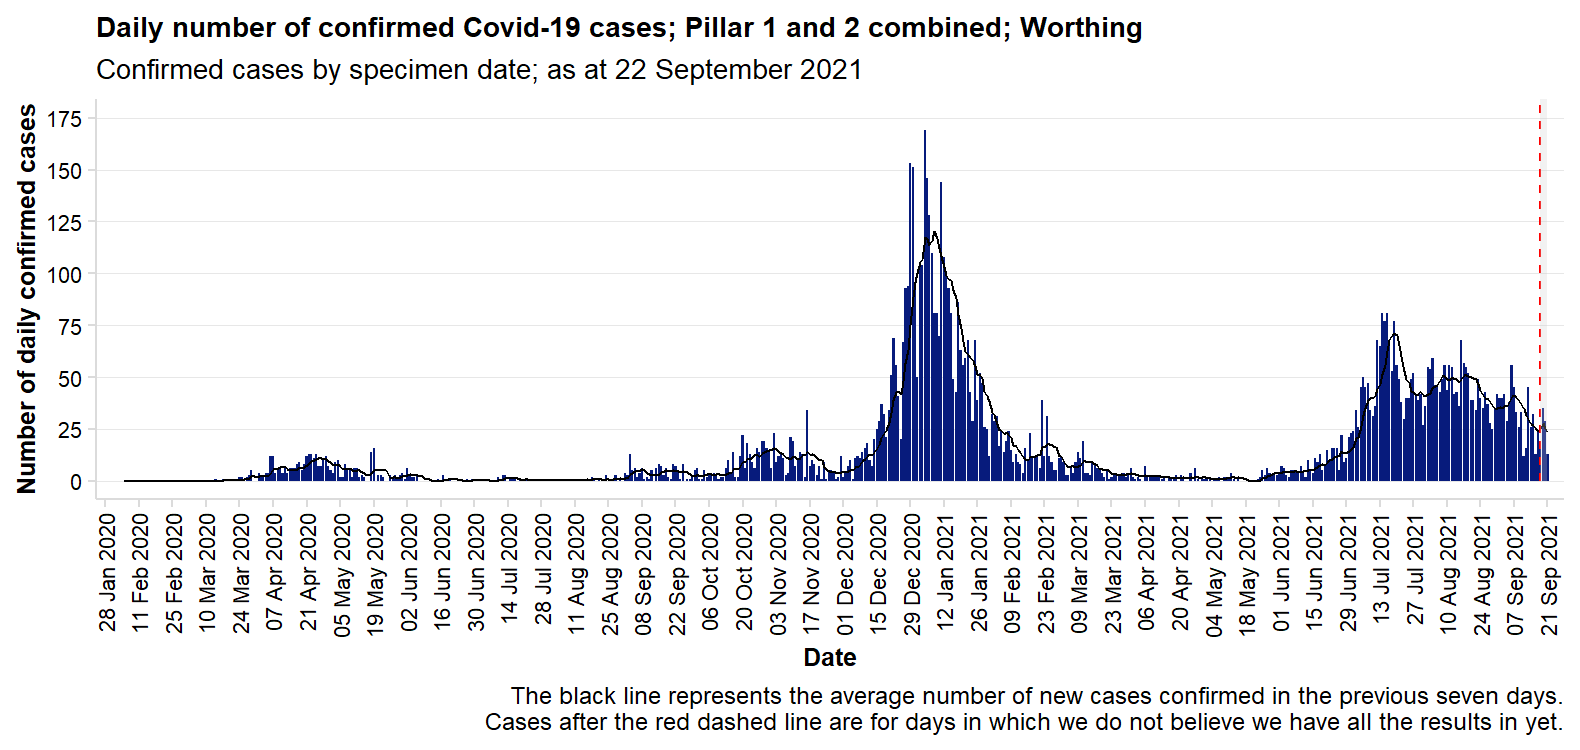 Daily number of confirmed Covid-19 cases; Pillar 1 and 2 combined; Worthing
Confirmed cases by specimen date; as at 22 September 2021
Number of daily confirmed cases
175
150
125
100
75
50
25
0
28 Jan 2020
11 Feb 2020
25 Feb 2020
10 Mar 2020
24 Mar 2020
07 Apr 2020
21 Apr 2020
05 May 2020
19 May 2020
02 Jun 2020
16 Jun 2020
30 Jun 2020
14 Jul 2020
28 Jul 2020
11 Aug 2020
25 Aug 2020
08 Sep 2020
22 Sep 2020
06 Oct 2020
20 Oct 2020
03 Nov 2020
17 Nov 2020
01 Dec 2020
15 Dec 2020
29 Dec 2020
12 Jan 2021
26 Jan 2021
09 Feb 2021
23 Feb 2021
09 Mar 2021
23 Mar 2021
06 Apr 2021
20 Apr 2021
04 May 2021
18 May 2021
01 Jun 2021
15 Jun 2021
29 Jun 2021
13 Jul 2021
27 Jul 2021
10 Aug 2021
24 Aug 2021
07 Sep 2021
21 Sep 2021
Date
The black line represents the average number of new cases confirmed in the previous seven days.
Cases after the red dashed line are for days in which we do not believe we have all the results in yet.